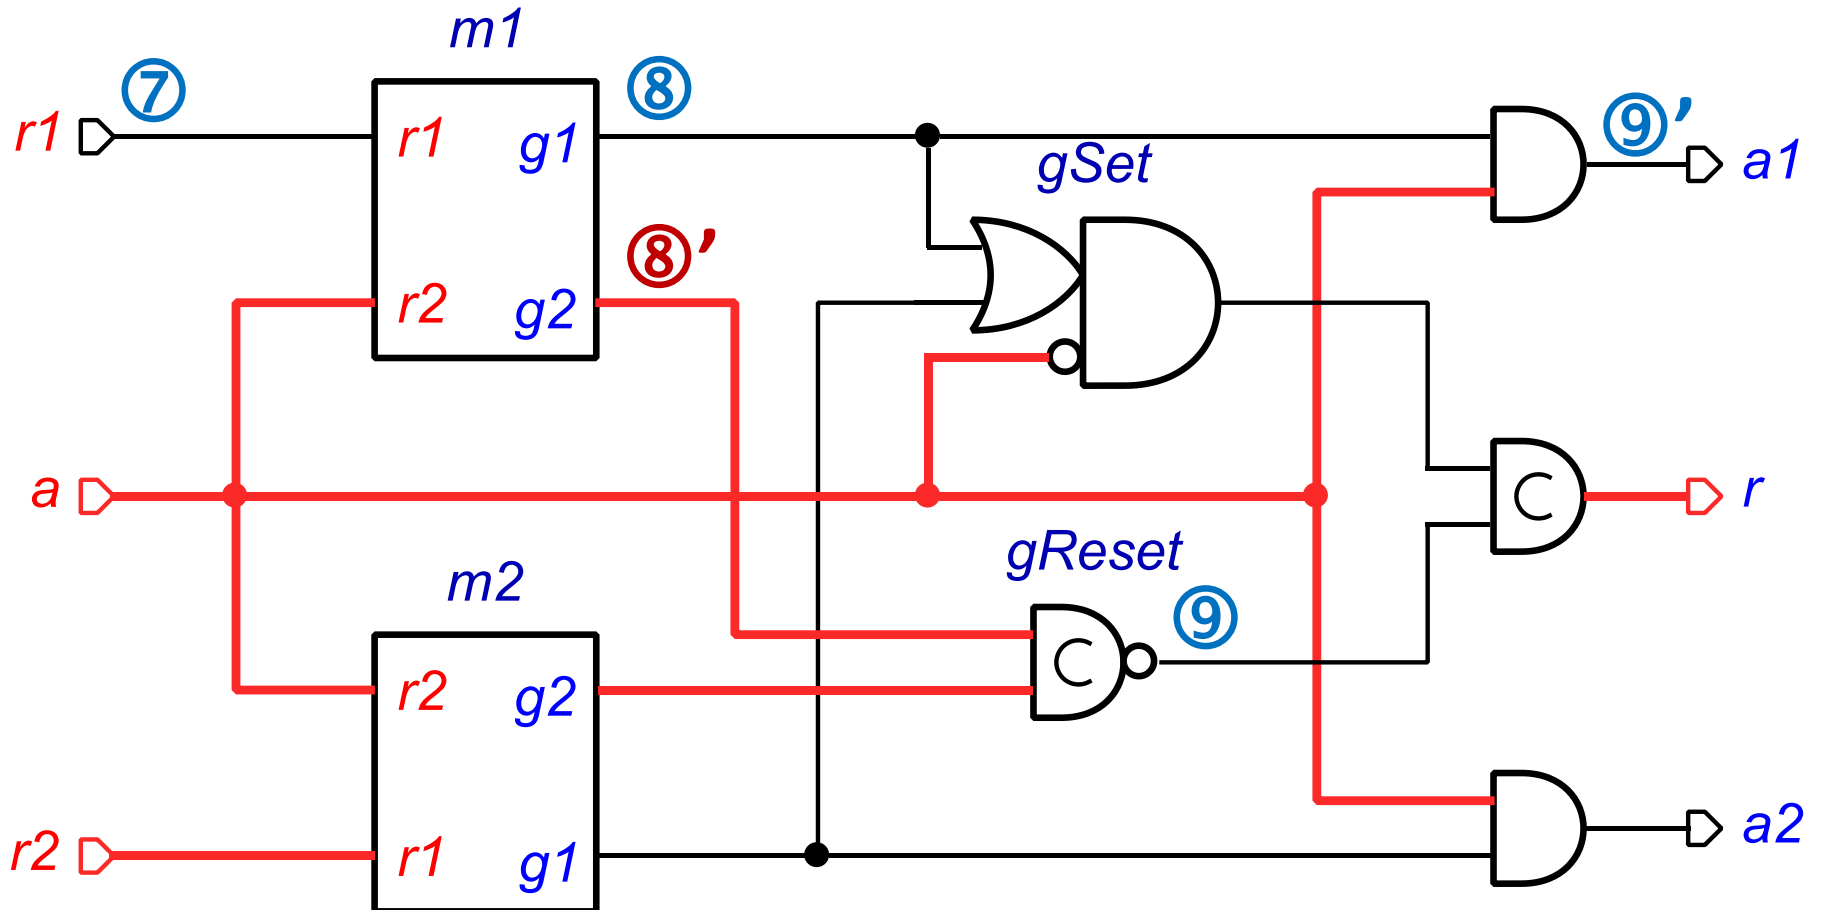 m1
r1 ⑦ r1 g1 ⑧ ⑨’ a1
gSet
r2 g2 ⑧’
a r
gReset
m2
⑨
r2 g2
r2 r1 g1 a2
C
C